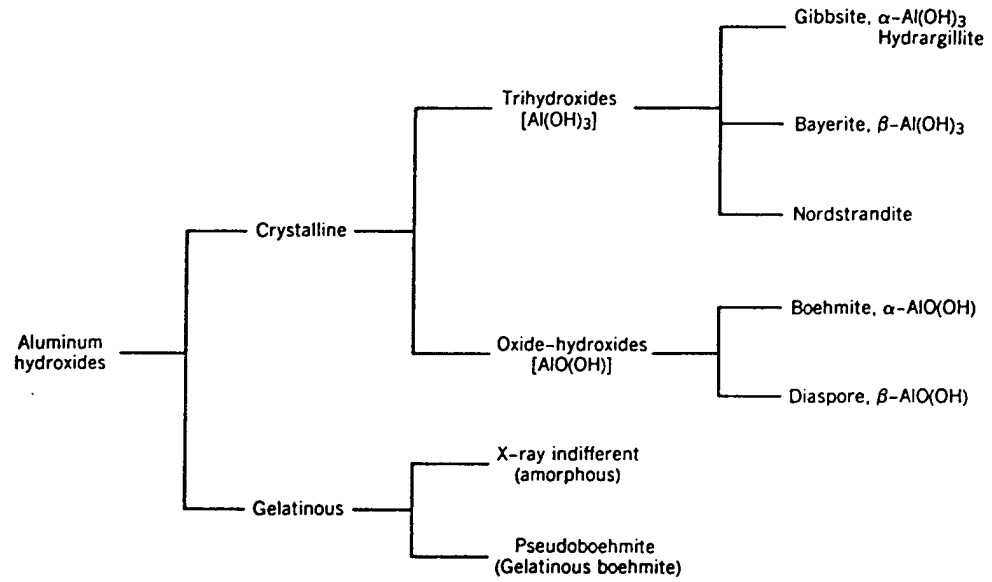 Gibbsite, α-Al(OH)3
Hydrargillite
Trihydroxides
[Al(OH)3]
Bayerite, β-Al(OH)3
Nordstrandite
Crystalline
Boehmite, α-AlO(OH)
Aluminum
hydroxides
Oxide-hydroxides
[AlO(OH)]
Diaspore, β-AlO(OH)
X-ray indifferent
(amorphous)
Gelatinous
Pseudoboehmite
(Gelatinous boehmite)